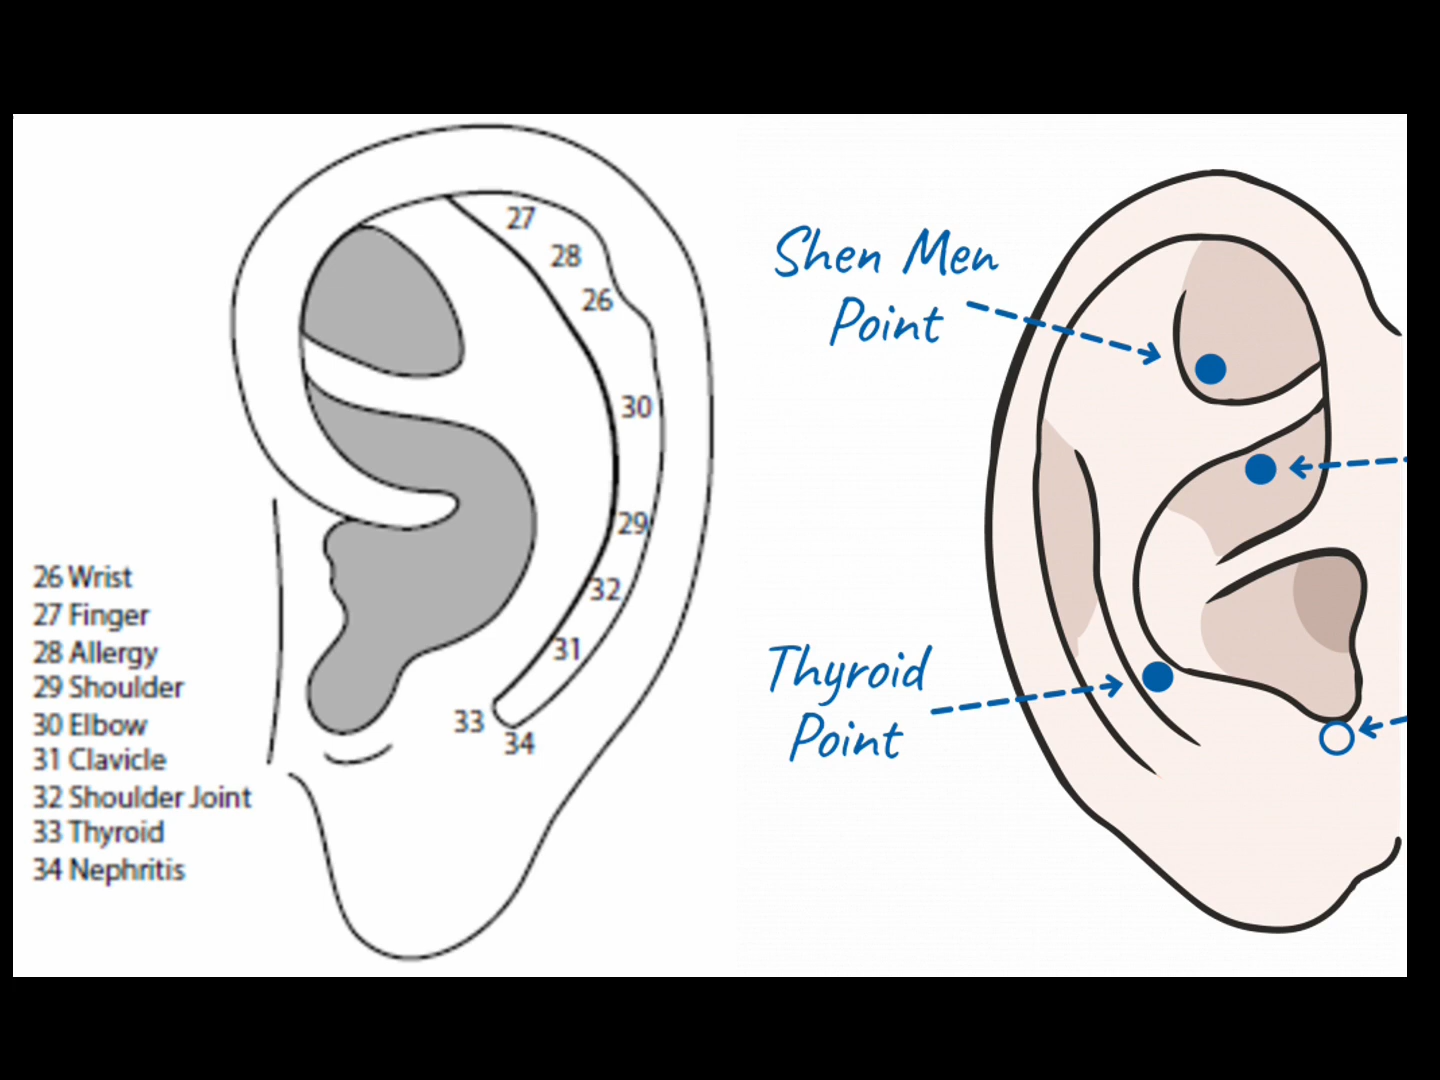 27
28
26
30
29
32
31
33
34
26 Wrist
27 Finger
28 Allergy
29 Shoulder
30 Elbow
31 Clavicle
32 Shoulder Joint
33 Thyroid
34 Nephritis
Shen Men
Point
Thyroid
Point